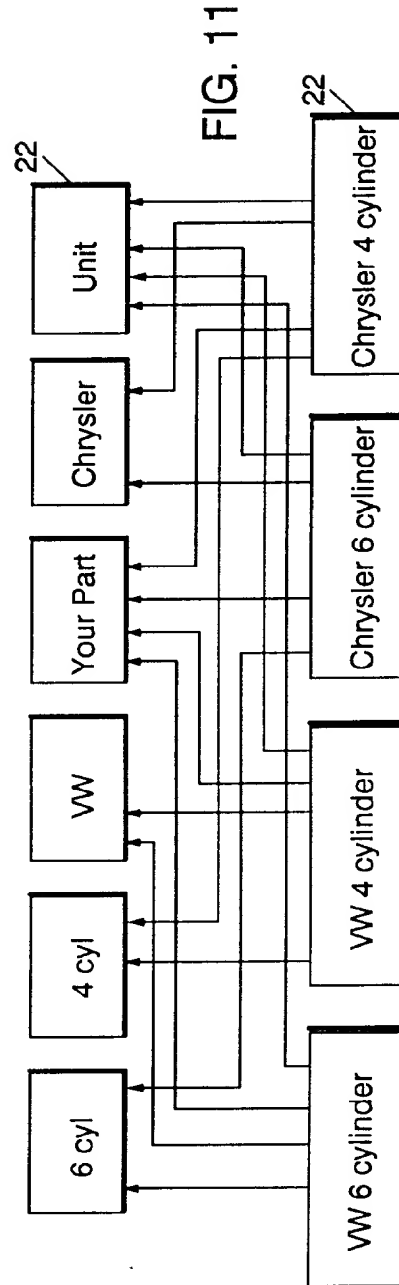 22
6 cyl
4 cyl
VW
Your Part
Chrysler
Unit
FIG. 11
22
VW 6 cylinder
VW 4 cylinder
Chrysler 6 cylinder
Chrysler 4 cylinder